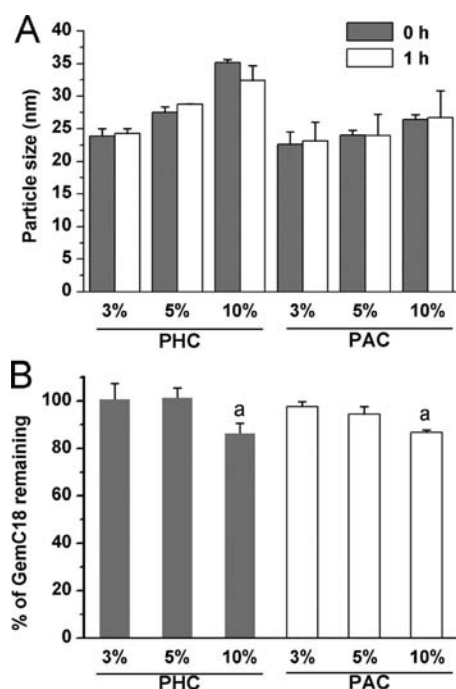 A
Particle size (nm)
40
35
30
25
20
15
10
5
0
0 h
1 h
3% 5% 10% 3% 5% 10%
PHC PAC
B
% of GemC18 remaining
100
80
60
40
20
0
a a
3% 5% 10% 3% 5% 10%
PHC PAC